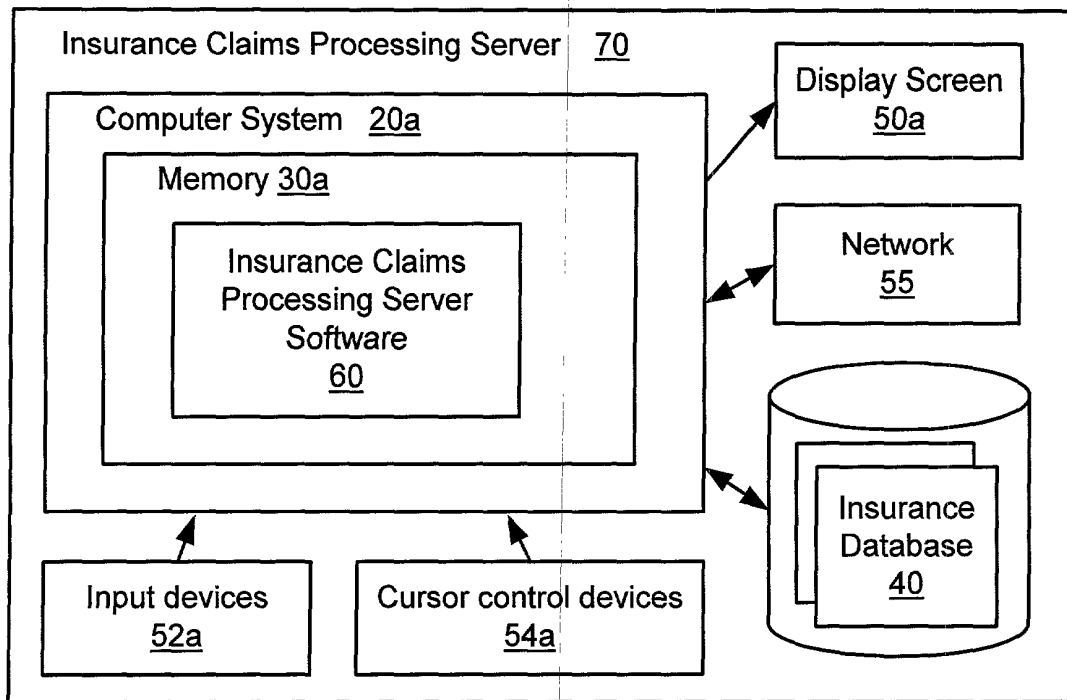 Insurance Claims Processing Server 70
Computer System 20a
Memory 30a
Insurance Claims
Processing Server
Software
60
Display Screen
50a
Network
55
Insurance
Database
40
Input devices
52a
Cursor control devices
54a